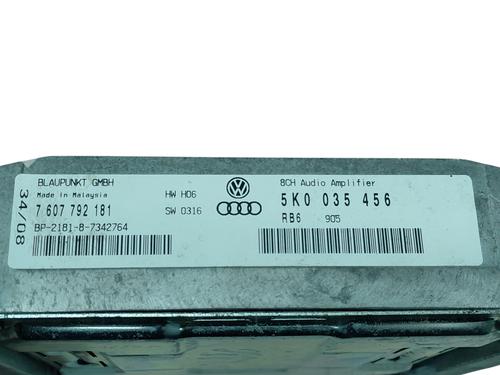 34/08
BLAUPUNKT GMBH
Made in Malaysia
7 607 792 181
BP-2181-8-7342764
HW H06
SW 0316
8CH Audio Amplifier
5K0 035 456
RB6 905